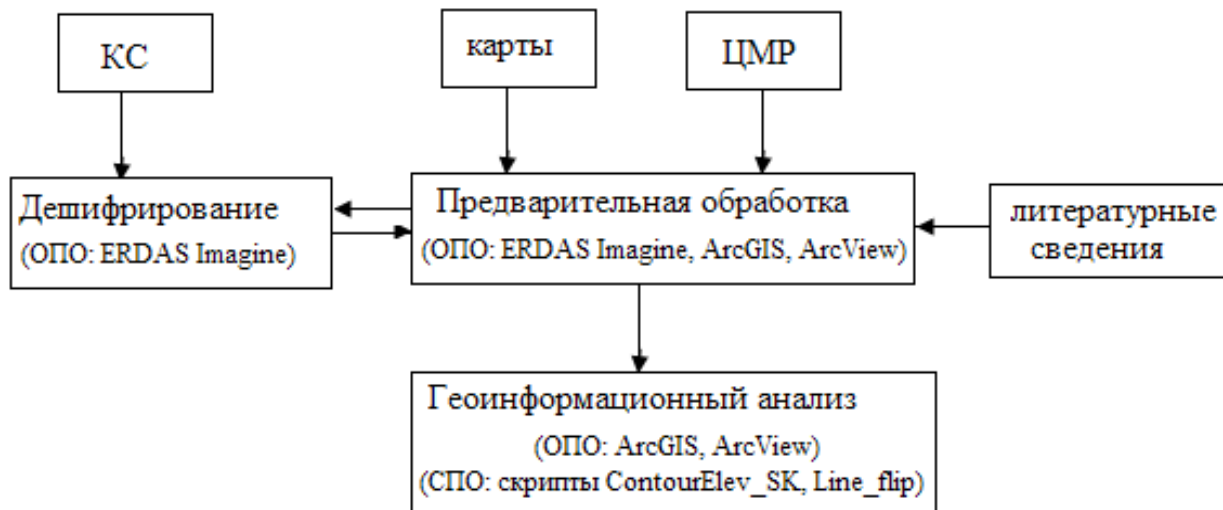 КС
карты
ЦМР
Дешифрирование
(ОПО: ERDAS Imagine)
Предварительная обработка
(ОПО: ERDAS Imagine, ArcGIS, ArcView)
литературные
сведения
Геоинформационный анализ
(ОПО: ArcGIS, ArcView)
(СПО: скрипты ContourElev_SK, Line_flip)